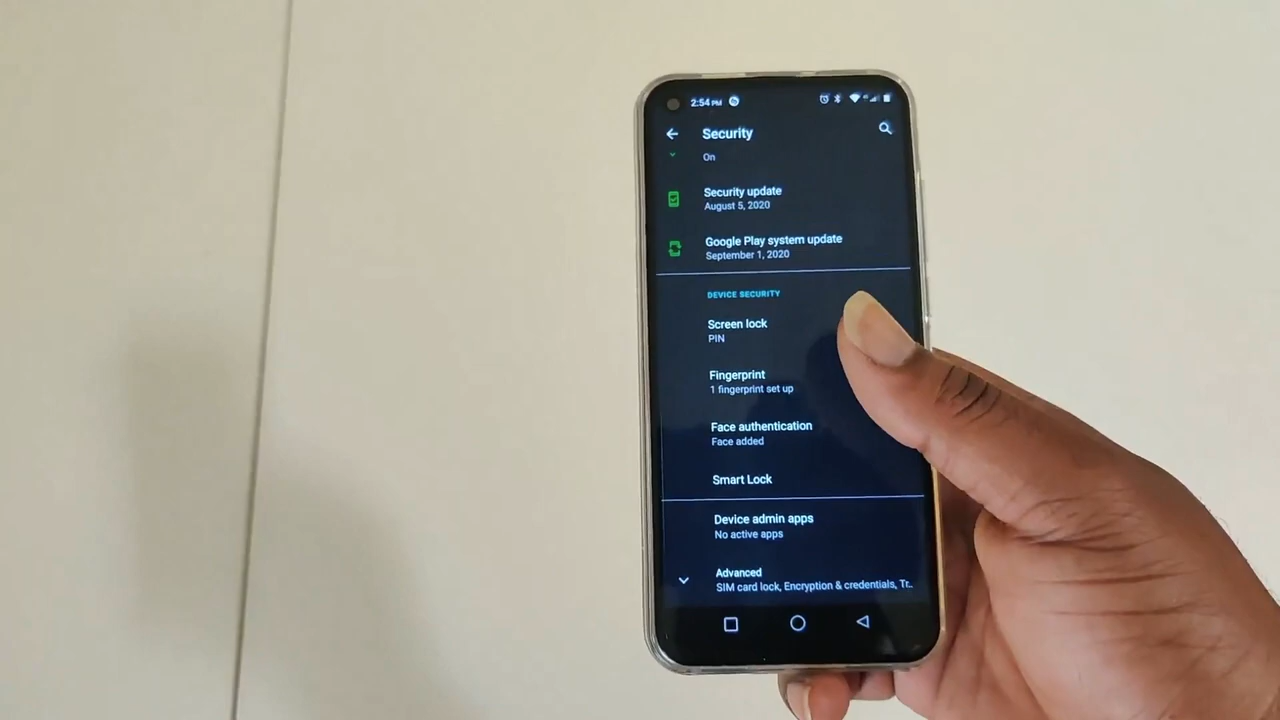 2:54 PM
Security
On
Security update
August 5, 2020
Google Play system update
September 1, 2020
DEVICE SECURITY
Screen lock
PIN
Fingerprint
1 fingerprint set up
Face authentication
Face added
Smart Lock
Device admin apps
No active apps
Advanced
SIM card lock, Encryption & credentials, Tr..